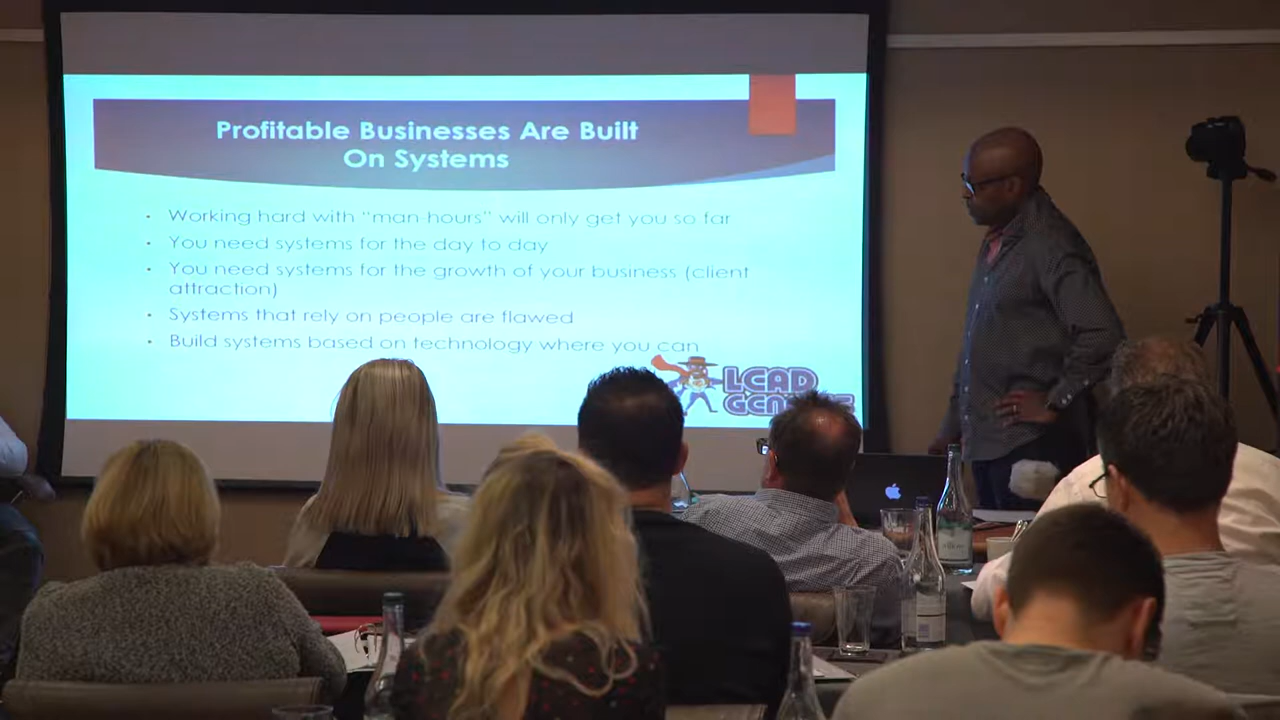 Profitable Businesses Are Built
On Systems
• Working hard with “man-hours” will only get you so far
• You need systems for the day to day
• You need systems for the growth of your business (client
attraction)
• Systems that rely on people are flawed
• Build systems based on technology where you can
LEAD